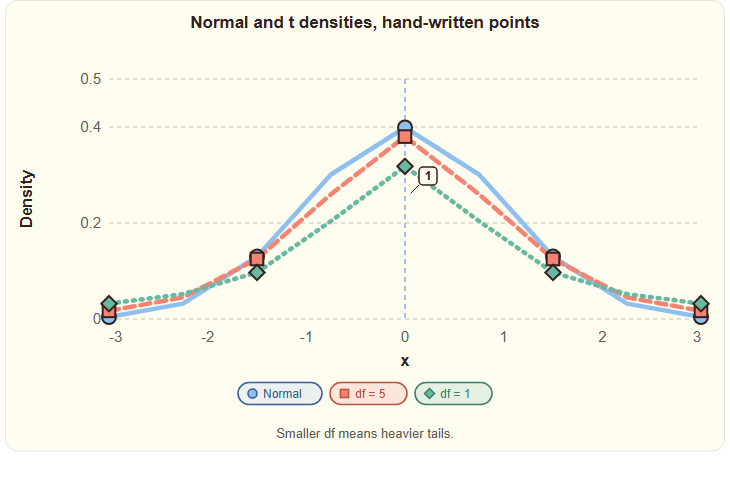 Normal and t densities, hand-written points
0.5
0.4
0.2
0
Density
1
-3 -2 -1 0 1 2 3
x
Normal df = 5 df = 1
Smaller df means heavier tails.